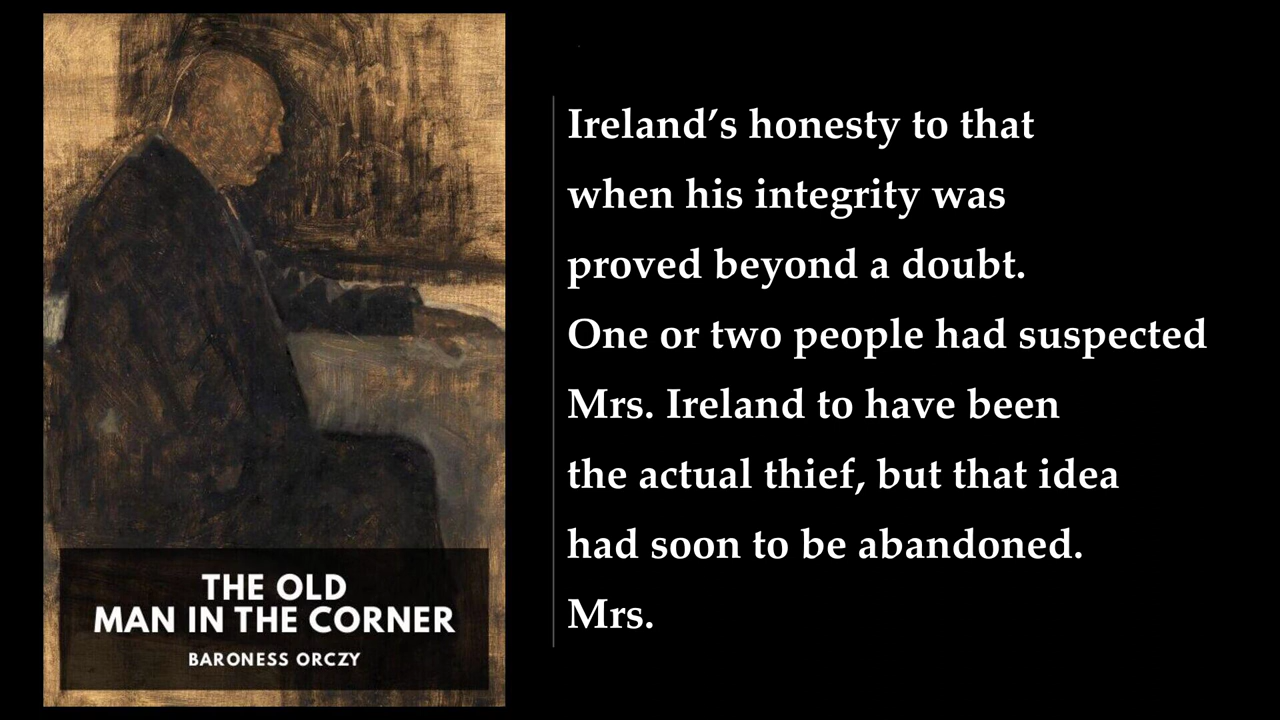 THE OLD
MAN IN THE CORNER
BARONESS ORCZY
Ireland’s honesty to that
when his integrity was
proved beyond a doubt.
One or two people had suspected
Mrs. Ireland to have been
the actual thief, but that idea
had soon to be abandoned.
Mrs.